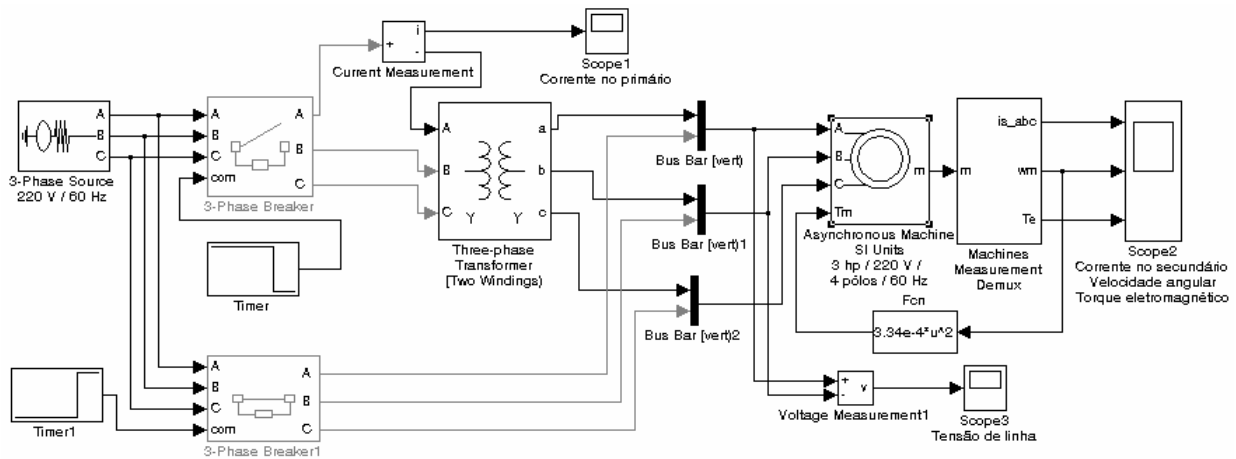 i
+
-
Current Measurement
Scope1
Corrente no primário
A
B
C
3-Phase Source
220 V / 60 Hz
A
B
C
com
A
B
C
3-Phase Breaker
Timer
A
B
C
a
b
c
Y
Y
Three-phase
Transformer
[Two Windings)
Bus Bar [vert)
Bus Bar [vert)1
Bus Bar [vert)2
A
B
C
Tm
m
Asynchronous Machine
SI Units
3 hp / 220 V /
4 pólos / 60 Hz
m
is_abc
wm
Te
Machines
Measurement
Demux
Scope2
Corrente no secundário
Velocidade angular
Torque eletromagnético
Fcn
3.34e-4*u^2
Timer1
A
B
C
com
A
B
C
3-Phase Breaker1
+
-
v
Voltage Measurement1
Scope3
Tensão de linha